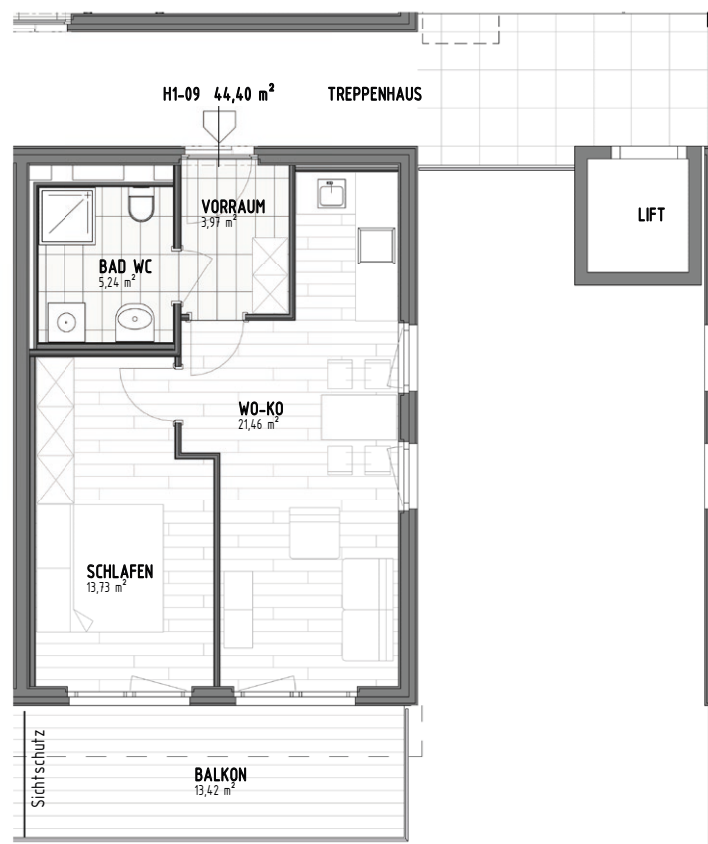 H1-09 44,40 m² TREPPENHAUS
VORRAUM
3,97 m²
LIFT
BAD WC
5,24 m²
WO-KO
21,46 m²
SCHLAFEN
13,73 m²
Sichtschutz
BALKON
13,42 m²